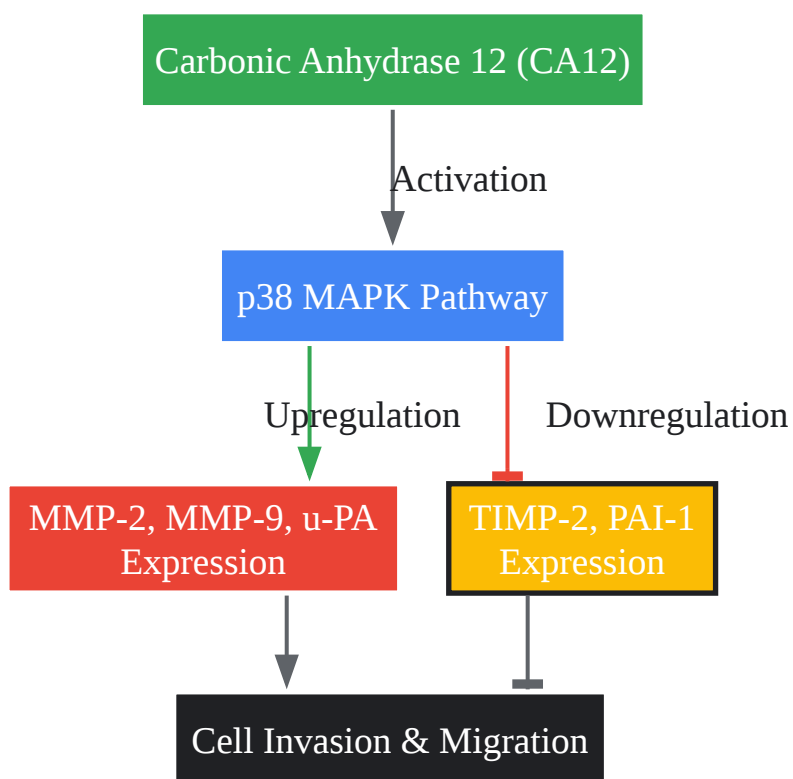 Carbonic Anhydrase 12 (CA12)
Activation
p38 MAPK Pathway
Upregulation
Downregulation
MMP-2, MMP-9, u-PA
Expression
TIMP-2, PAI-1
Expression
Cell Invasion & Migration